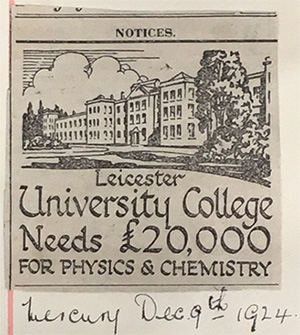 NOTICES.
Leicester
University College
Needs £20,000
FOR PHYSICS & CHEMISTRY
Mercury Dec 9th 1924.